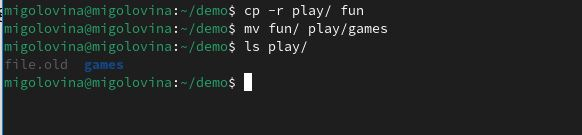 migolovina@migolovina:~/demo$ cp -r play/ fun
migolovina@migolovina:~/demo$ mv fun/ play/games
migolovina@migolovina:~/demo$ ls play/
file.old  games
migolovina@migolovina:~/demo$